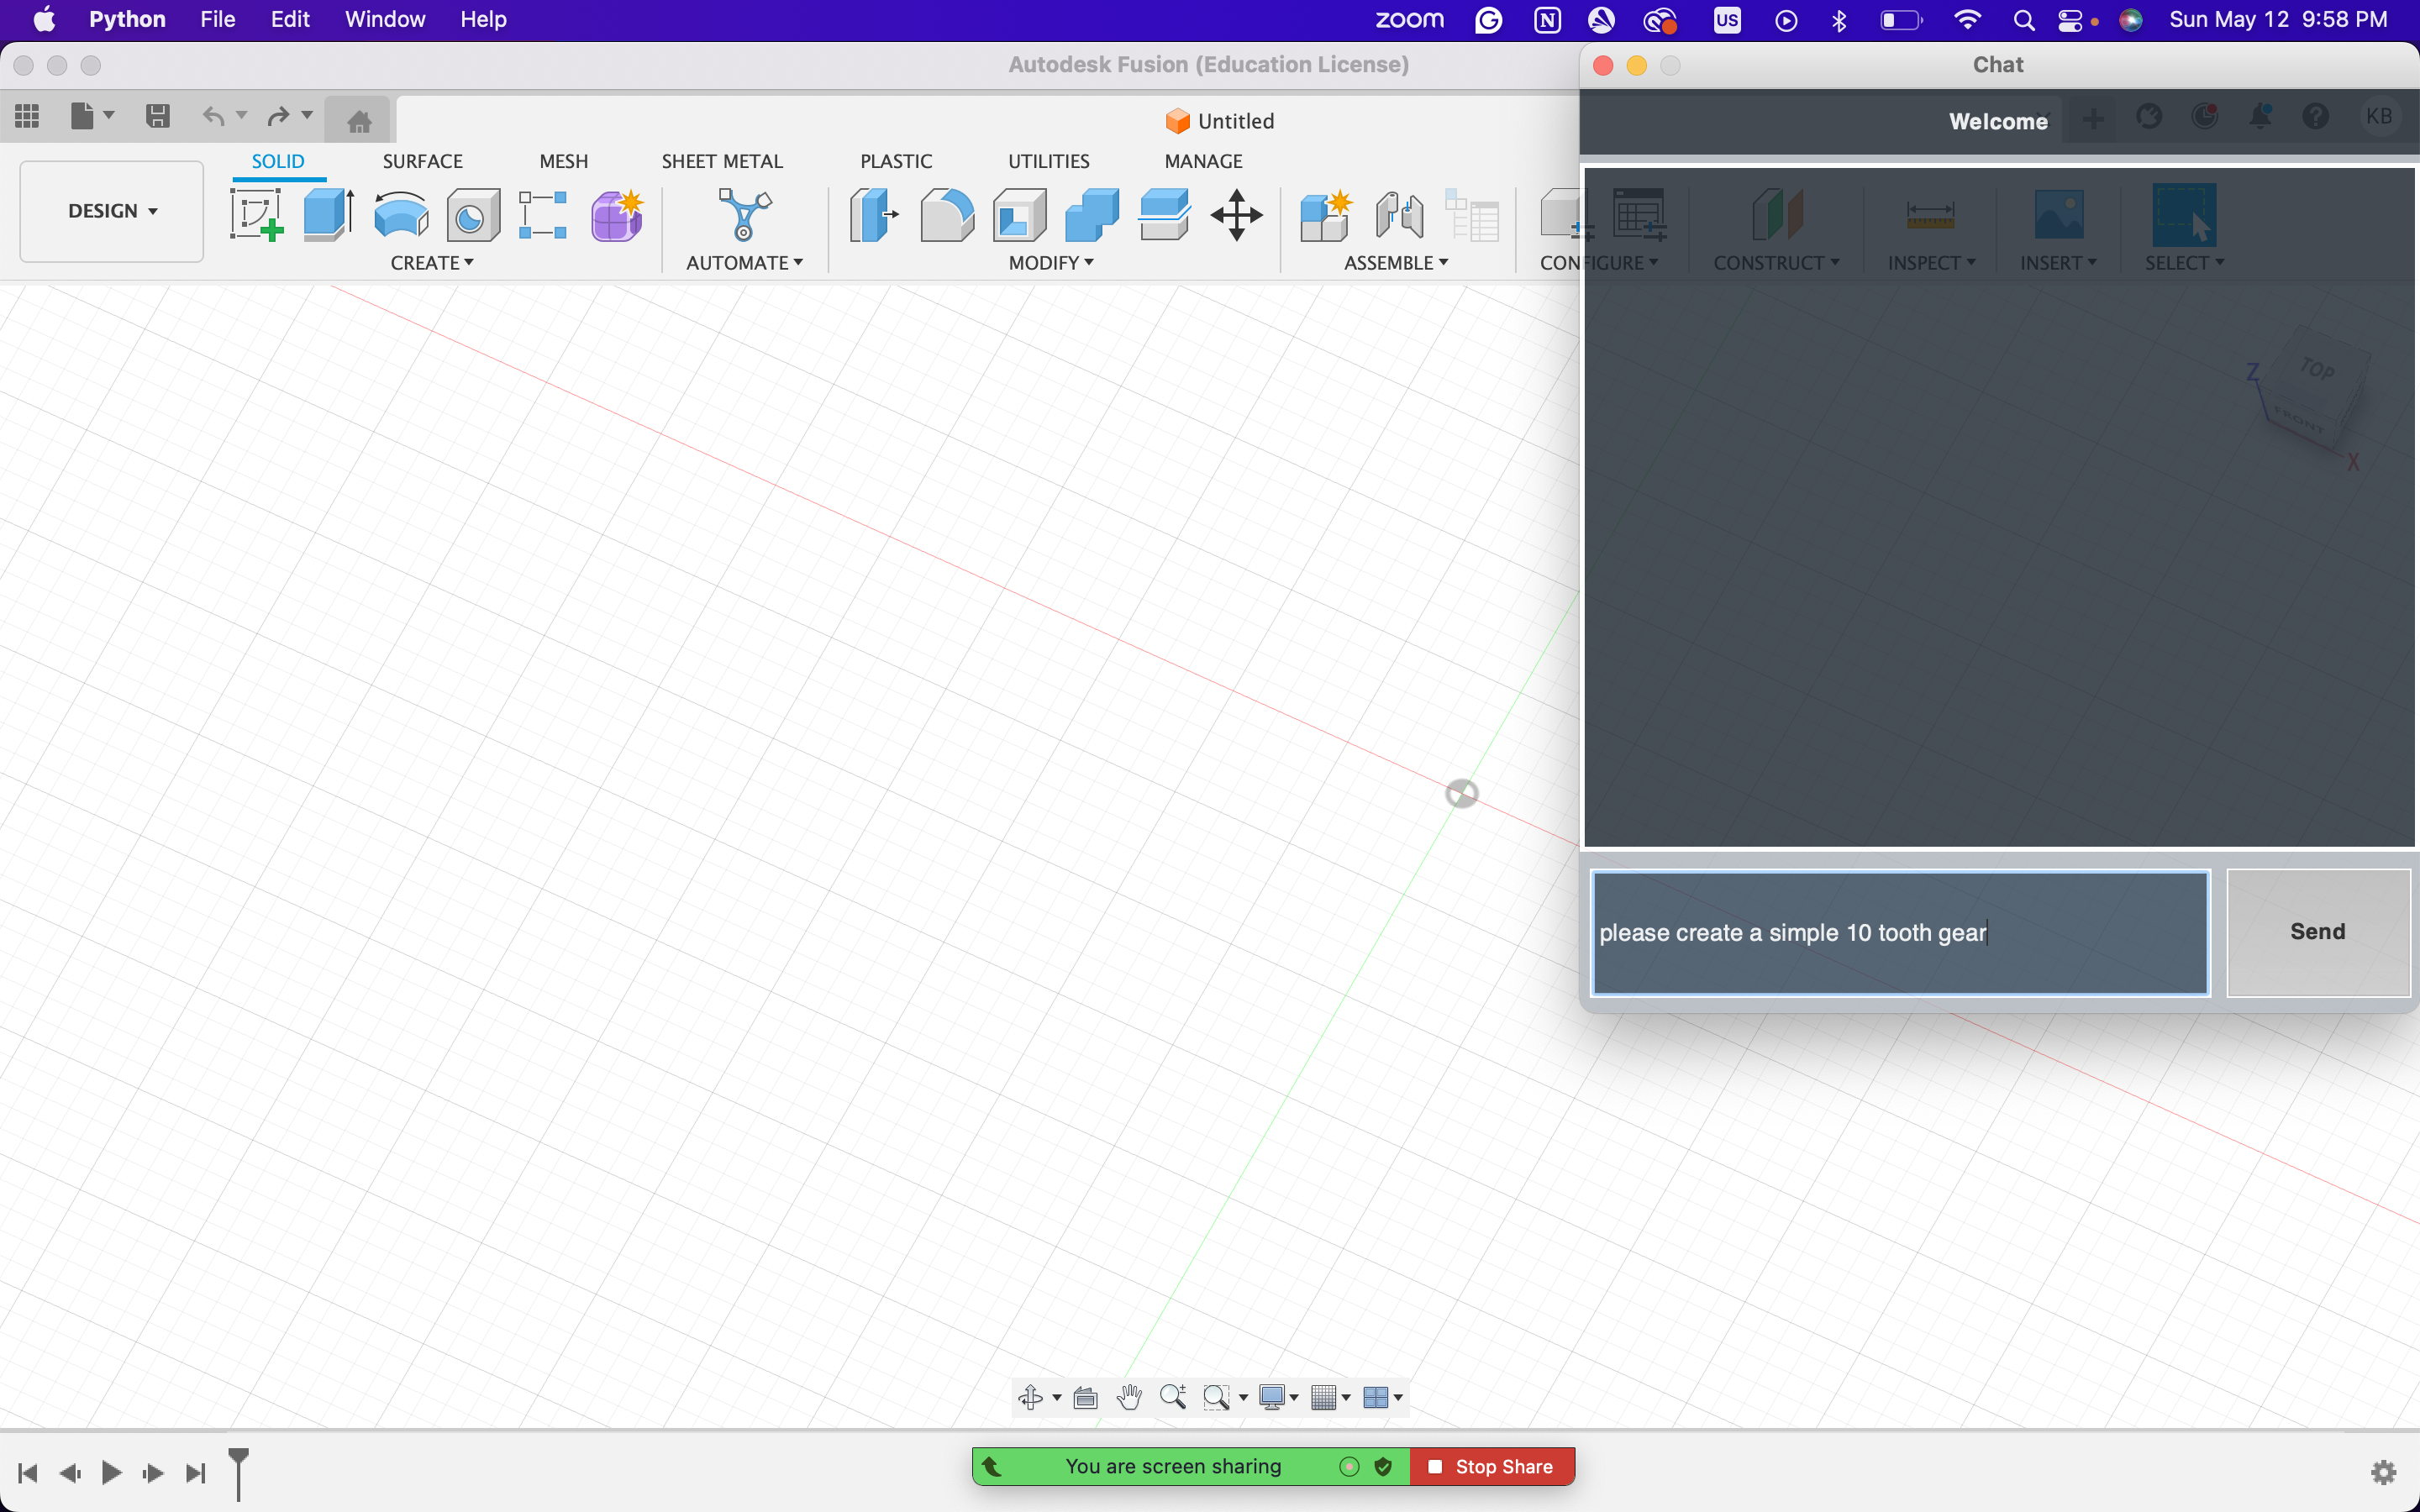 Python File Edit Window Help zoom US Sun May 12 9:58 PM
Autodesk Fusion (Education License)
Chat
Untitled
Welcome
KB
SOLID SURFACE MESH SHEET METAL PLASTIC UTILITIES MANAGE
DESIGN
CREATE AUTOMATE MODIFY ASSEMBLE CONFIGURE CONSTRUCT INSPECT INSERT SELECT
TOP
Z
FRONT
X
please create a simple 10 tooth gear
Send
You are screen sharing Stop Share